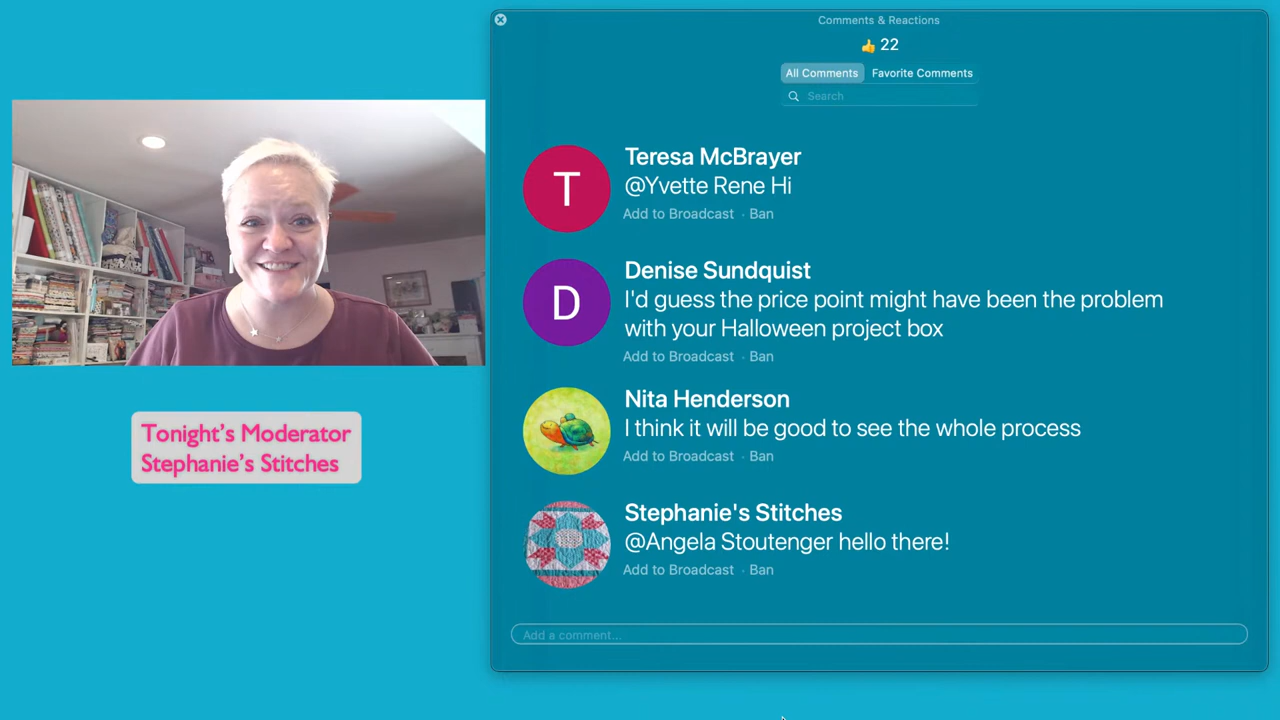 Comments & Reactions
👍 22
All Comments Favorite Comments
Search
T
Teresa McBrayer
@Yvette Rene Hi
Add to Broadcast · Ban
D
Denise Sundquist
I'd guess the price point might have been the problem
with your Halloween project box
Add to Broadcast · Ban
Nita Henderson
I think it will be good to see the whole process
Add to Broadcast · Ban
Stephanie's Stitches
@Angela Stoutenger hello there!
Add to Broadcast · Ban
Add a comment...
Tonight's Moderator
Stephanie's Stitches